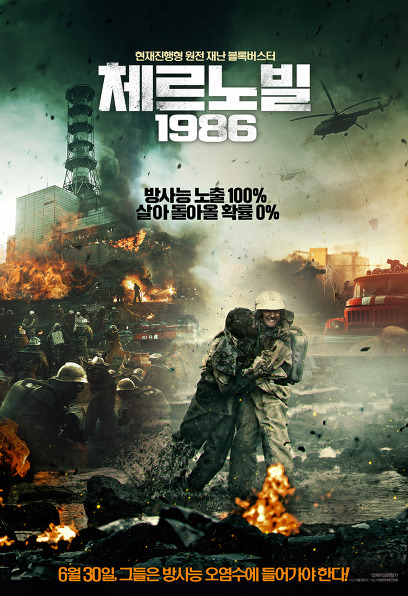 현재진행형 원전 재난 블록버스터
체르노빌
1986
방사능 노출 100%
살아 돌아올 확률 0%
6월 30일, 그들은 방사능 오염수에 들어가야 한다!